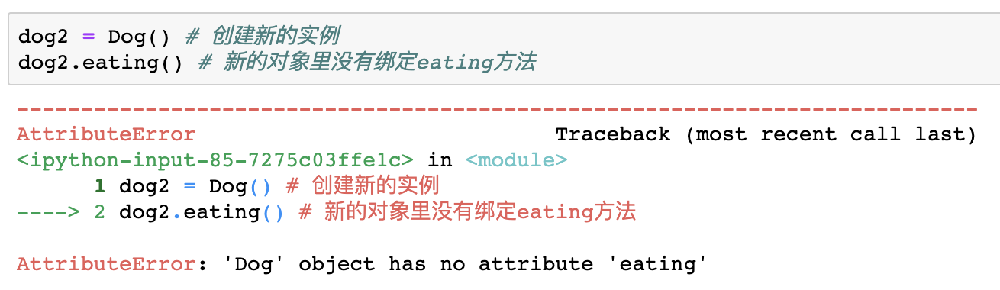 dog2 = Dog() # 创建新的实例
dog2.eating() # 新的对象里没有绑定eating方法
---------------------------------------------------------------------------
AttributeError                            Traceback (most recent call last)
<ipython-input-85-7275c03ffe1c> in <module>
      1 dog2 = Dog() # 创建新的实例
----> 2 dog2.eating() # 新的对象里没有绑定eating方法
AttributeError: 'Dog' object has no attribute 'eating'